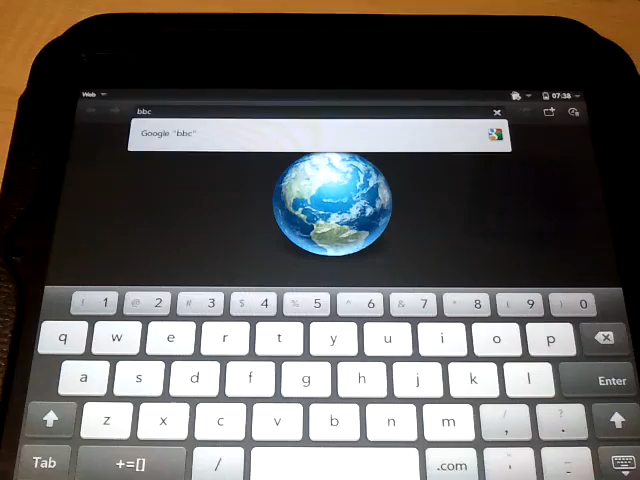 Web 07:38
bbc
Google "bbc"
! 1 @ 2 # 3 $ 4 % 5 ^ 6 & 7 * 8 ( 9 ) 0
q w e r t y u i o p
a s d f g h j k l Enter
z x c v b n m / , ? .
Tab +=[] / .com